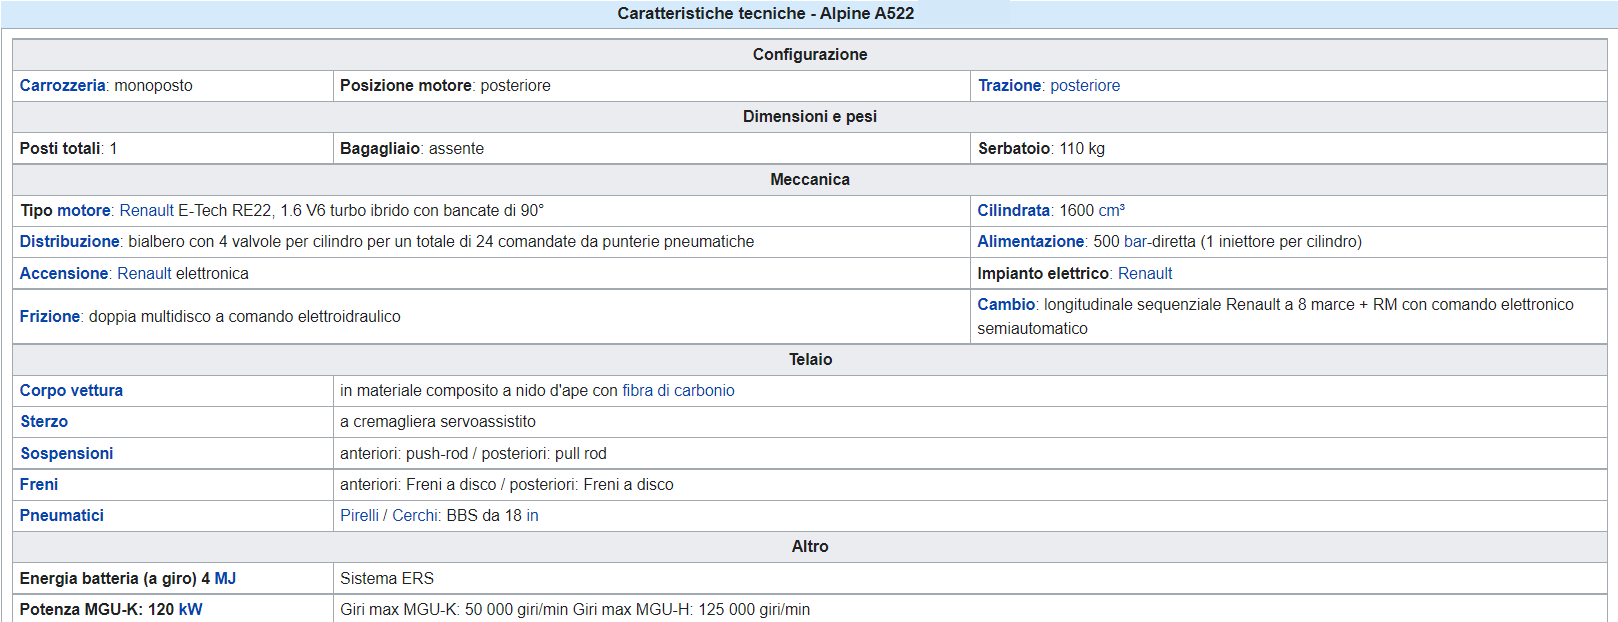 Caratteristiche tecniche - Alpine A522
Configurazione
Carrozzeria: monoposto Posizione motore: posteriore Trazione: posteriore
Dimensioni e pesi
Posti totali: 1 Bagagliaio: assente Serbatoio: 110 kg
Meccanica
Tipo motore: Renault E-Tech RE22, 1.6 V6 turbo ibrido con bancate di 90° Cilindrata: 1600 cm³
Distribuzione: bialbero con 4 valvole per cilindro per un totale di 24 comandate da punterie pneumatiche Alimentazione: 500 bar-diretta (1 iniettore per cilindro)
Accensione: Renault elettronica Impianto elettrico: Renault
Frizione: doppia multidisco a comando elettroidraulico Cambio: longitudinale sequenziale Renault a 8 marce + RM con comando elettronico
semiautomatico
Telaio
Corpo vettura in materiale composito a nido d'ape con fibra di carbonio
Sterzo a cremagliera servoassistito
Sospensioni anteriori: push-rod / posteriori: pull rod
Freni anteriori: Freni a disco / posteriori: Freni a disco
Pneumatici Pirelli / Cerchi: BBS da 18 in
Altro
Energia batteria (a giro) 4 MJ Sistema ERS
Potenza MGU-K: 120 kW Giri max MGU-K: 50 000 giri/min Giri max MGU-H: 125 000 giri/min